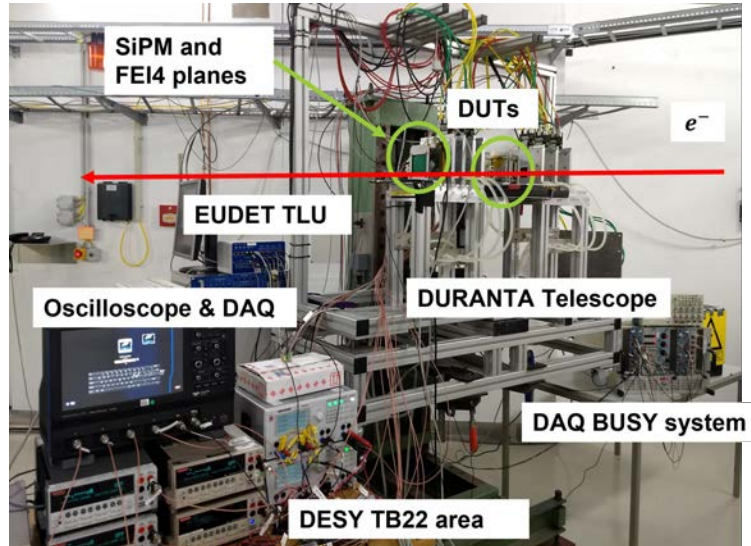 SiPM and
FEI4 planes
DUTs
e⁻
EUDET TLU
Oscilloscope & DAQ
DURANTA Telescope
DAQ BUSY system
DESY TB22 area